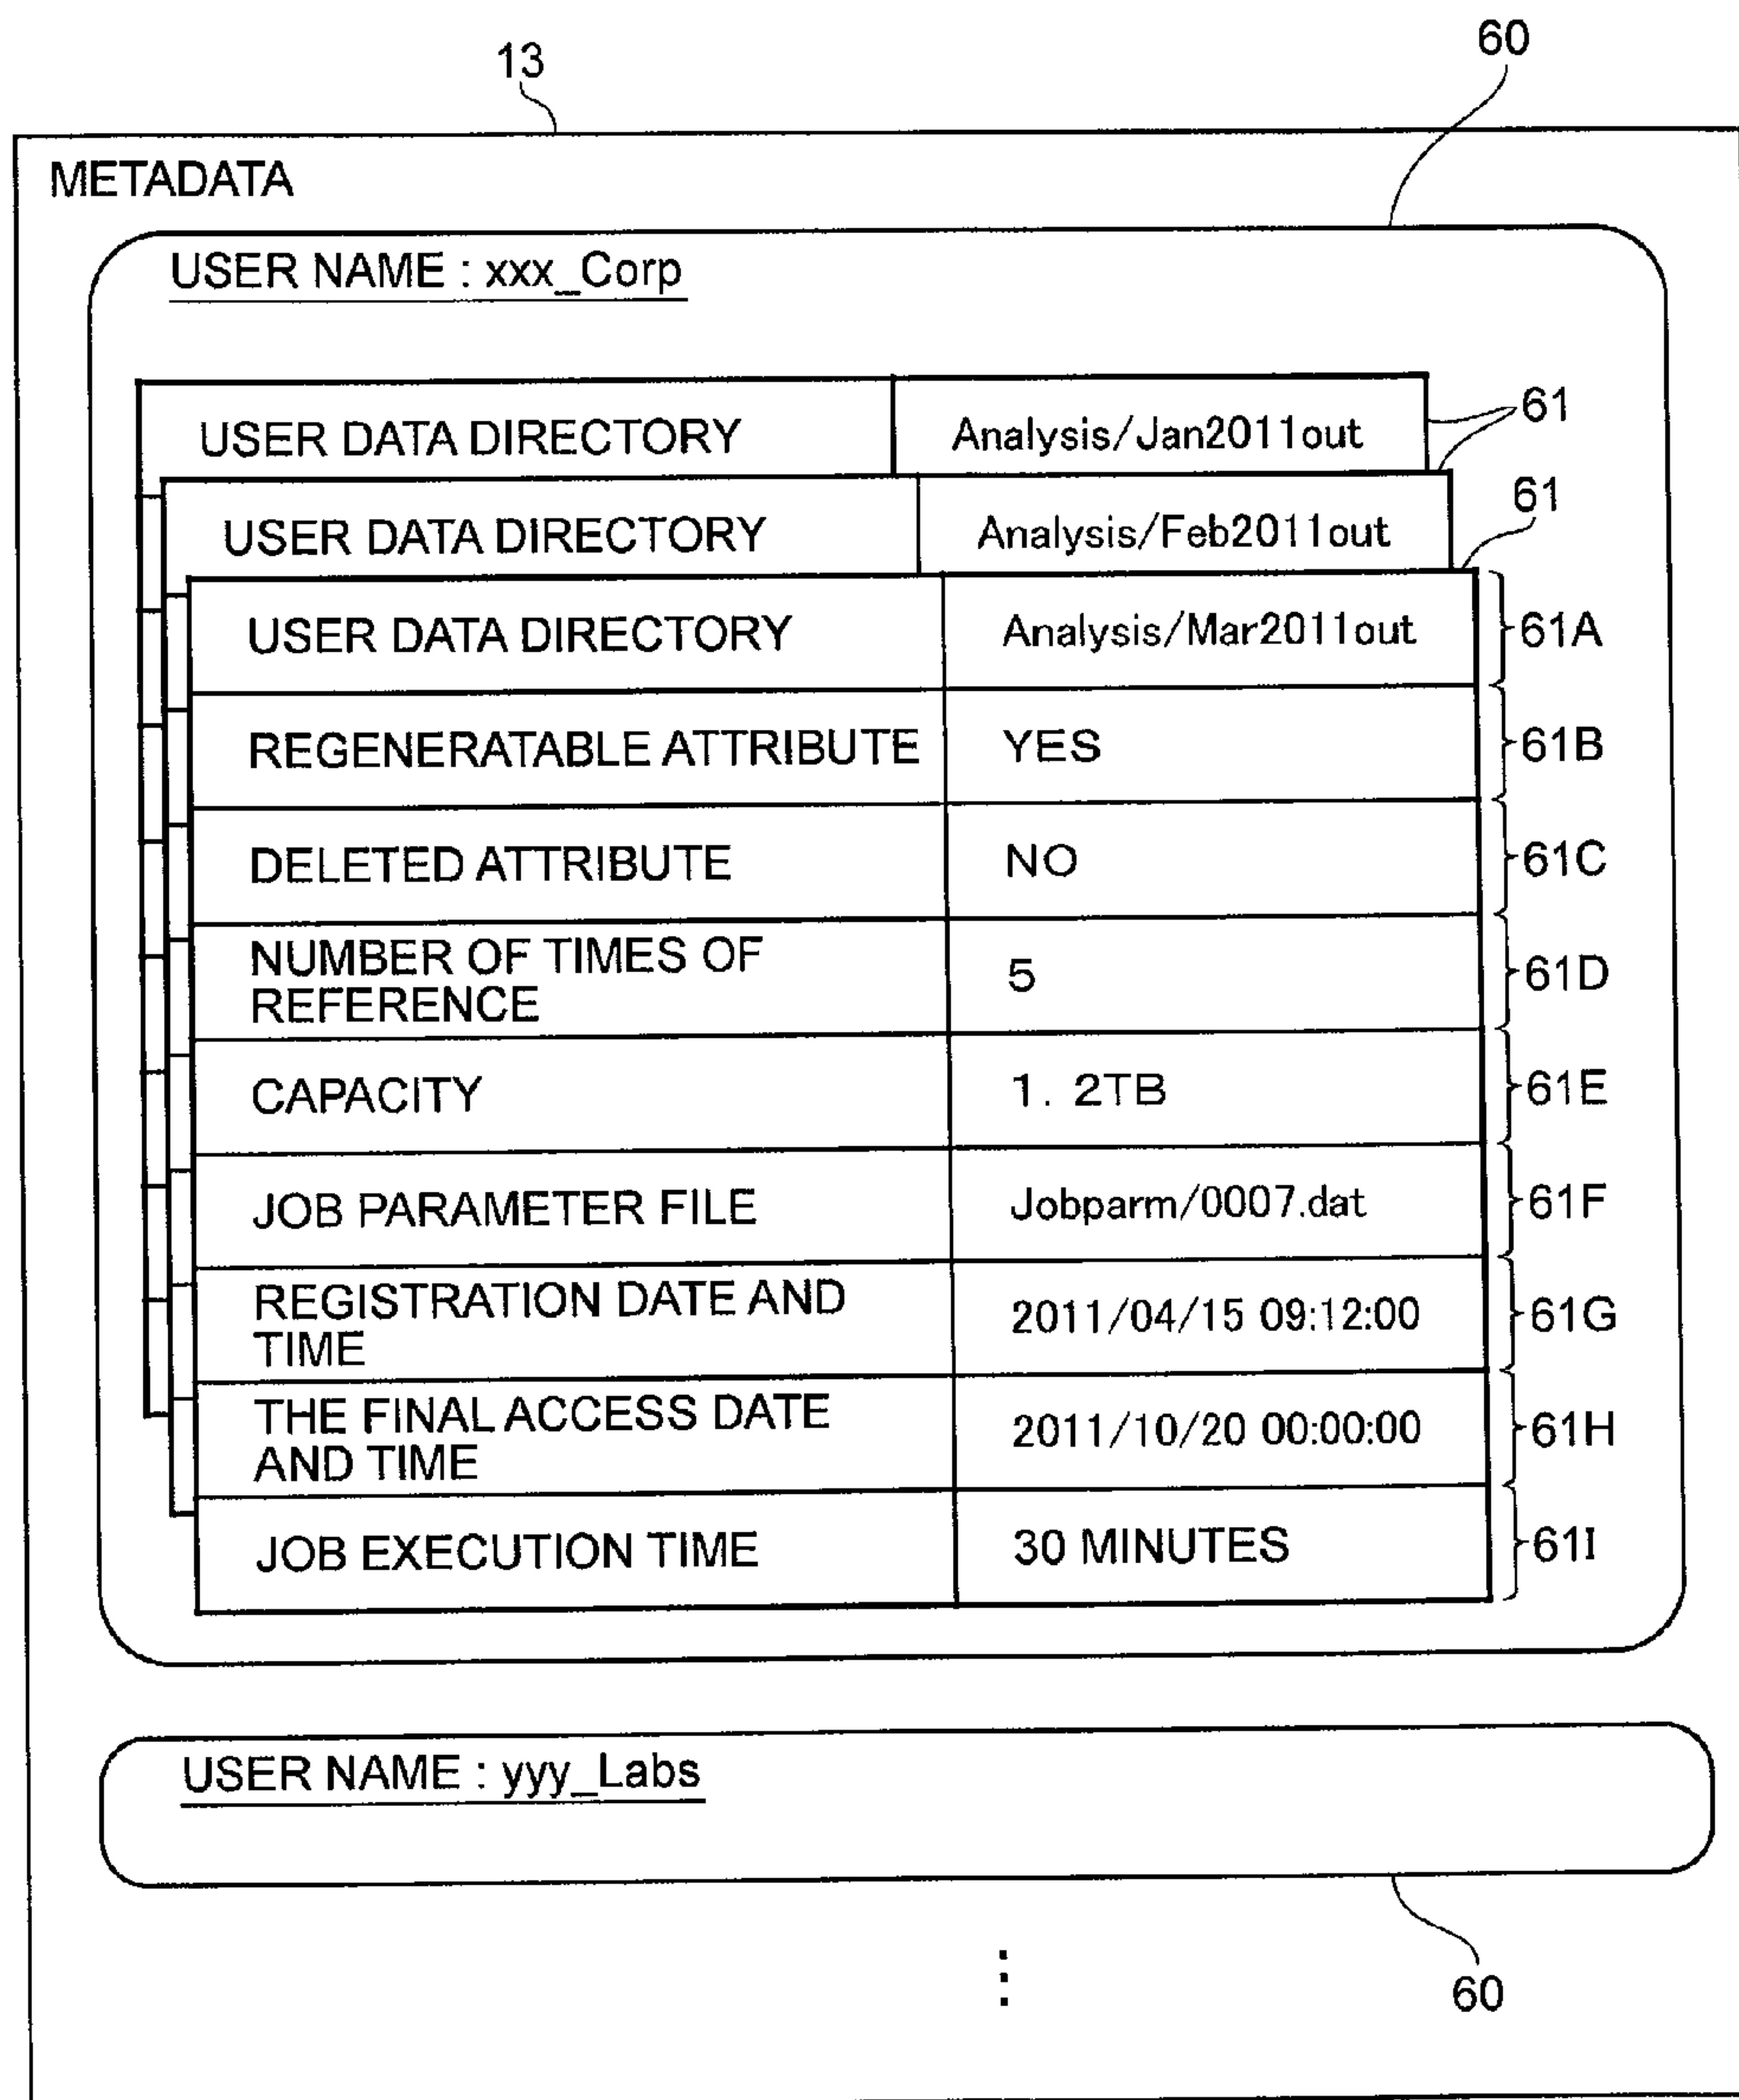 13
60
METADATA
USER NAME : xxx_Corp
USER DATA DIRECTORY Analysis/Jan2011out 61
USER DATA DIRECTORY Analysis/Feb2011out 61
USER DATA DIRECTORY Analysis/Mar2011out 61A
REGENERATABLE ATTRIBUTE YES 61B
DELETED ATTRIBUTE NO 61C
NUMBER OF TIMES OF
REFERENCE 5 61D
CAPACITY 1. 2TB 61E
JOB PARAMETER FILE Jobparm/0007.dat 61F
REGISTRATION DATE AND
TIME 2011/04/15 09:12:00 61G
THE FINAL ACCESS DATE
AND TIME 2011/10/20 00:00:00 61H
JOB EXECUTION TIME 30 MINUTES 61I
USER NAME : yyy_Labs
60